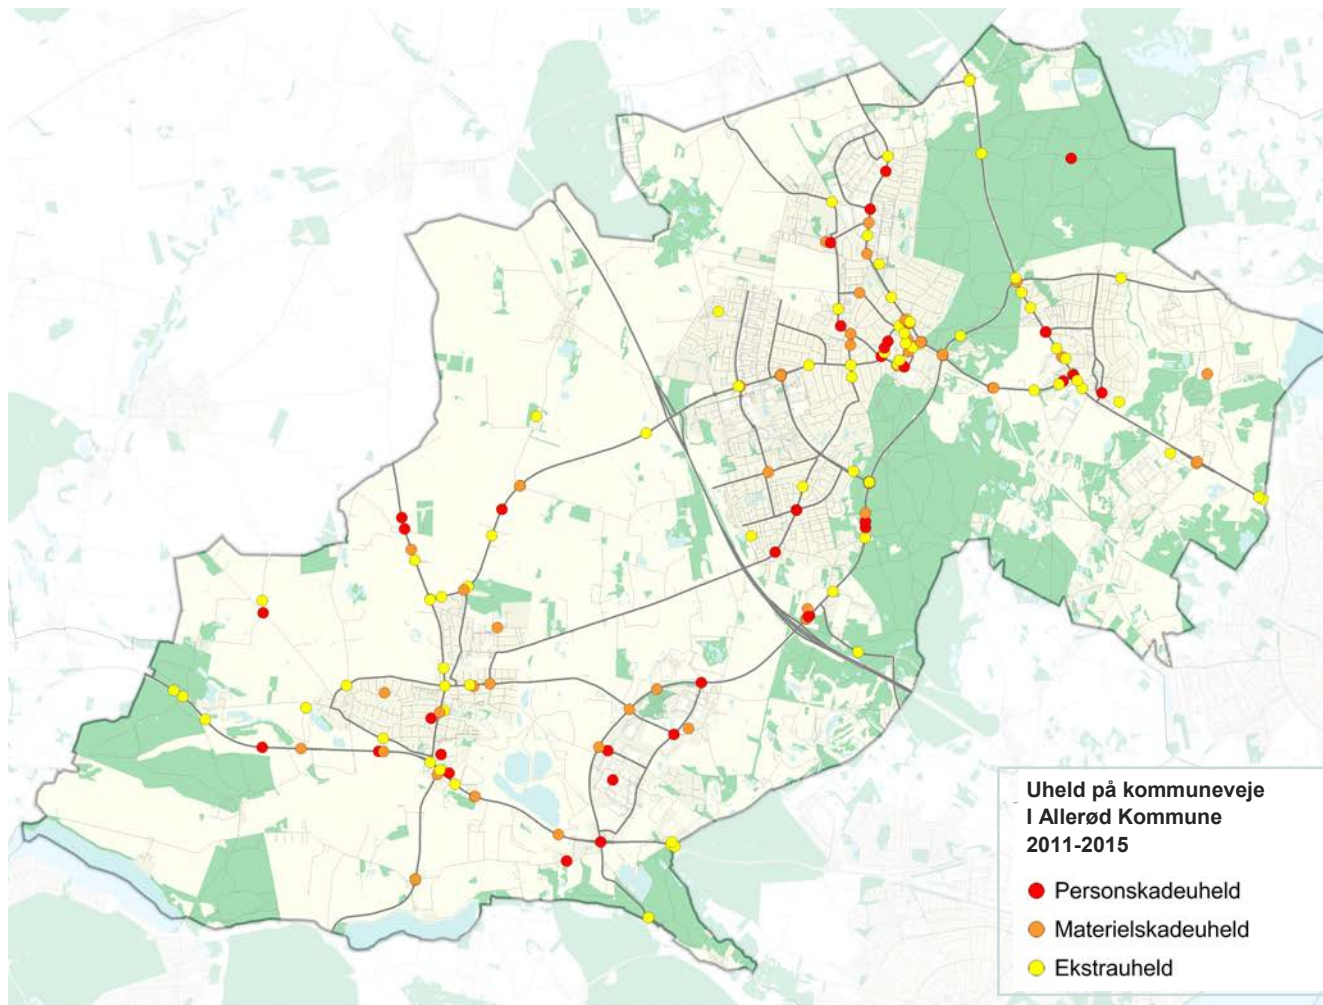 Uheld på kommuneveje
I Allerød Kommune
2011-2015
Personskadeuheld
Materielskadeuheld
Ekstrauheld